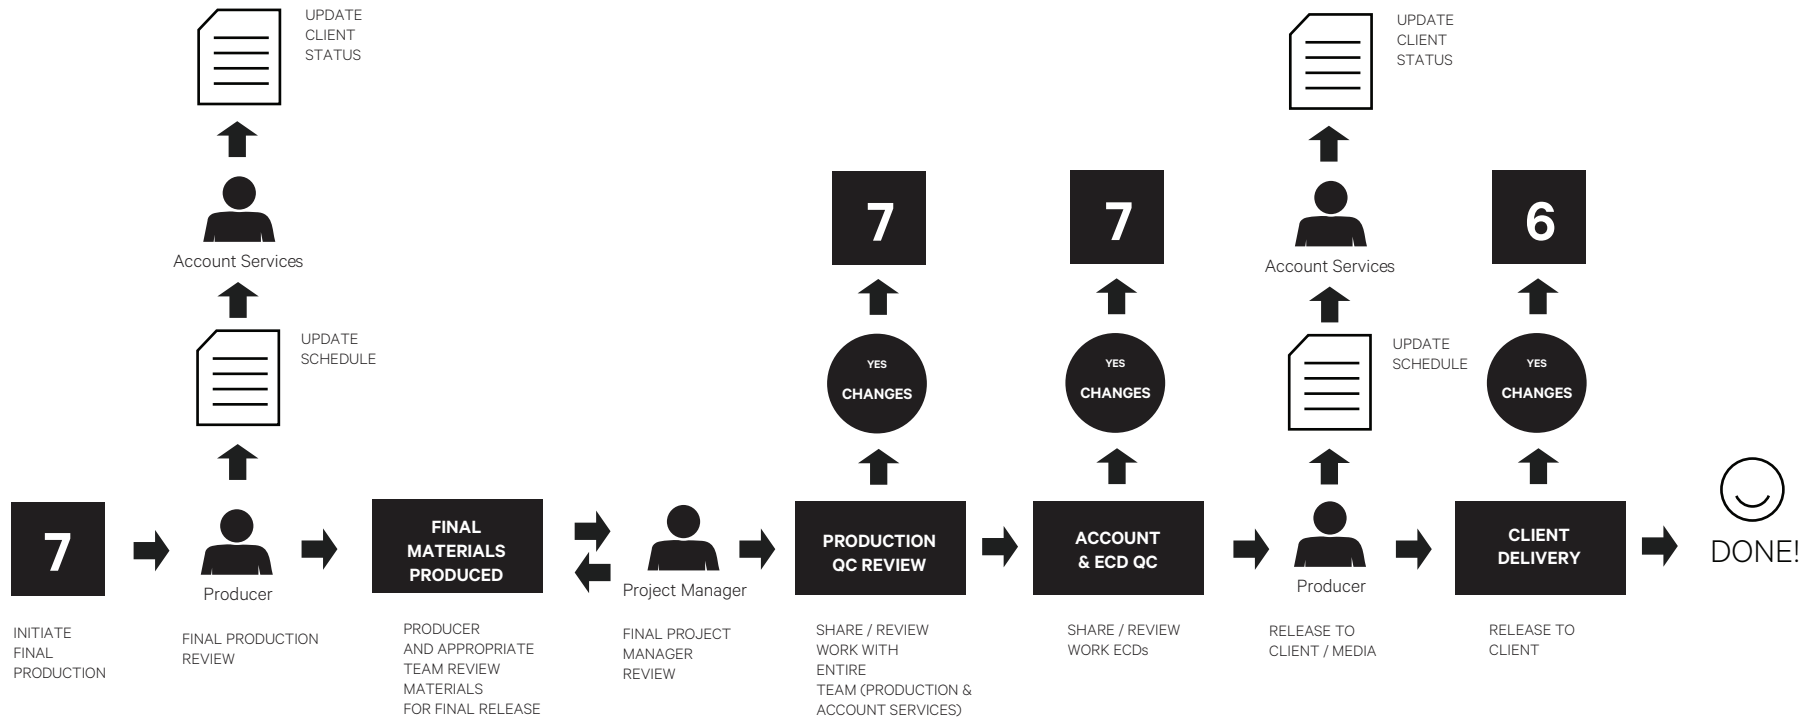 UPDATE
CLIENT
STATUS
Account Services
UPDATE
SCHEDULE
7
INITIATE
FINAL
PRODUCTION
Producer
FINAL PRODUCTION
REVIEW
FINAL
MATERIALS
PRODUCED
PRODUCER
AND APPROPRIATE
TEAM REVIEW
MATERIALS
FOR FINAL RELEASE
Project Manager
FINAL PROJECT
MANAGER
REVIEW
7
YES
CHANGES
PRODUCTION
QC REVIEW
SHARE / REVIEW
WORK WITH
ENTIRE
TEAM (PRODUCTION &
ACCOUNT SERVICES)
7
YES
CHANGES
ACCOUNT
& ECD QC
SHARE / REVIEW
WORK ECDs
UPDATE
CLIENT
STATUS
Account Services
UPDATE
SCHEDULE
Producer
RELEASE TO
CLIENT / MEDIA
6
YES
CHANGES
CLIENT
DELIVERY
RELEASE TO
CLIENT
DONE!